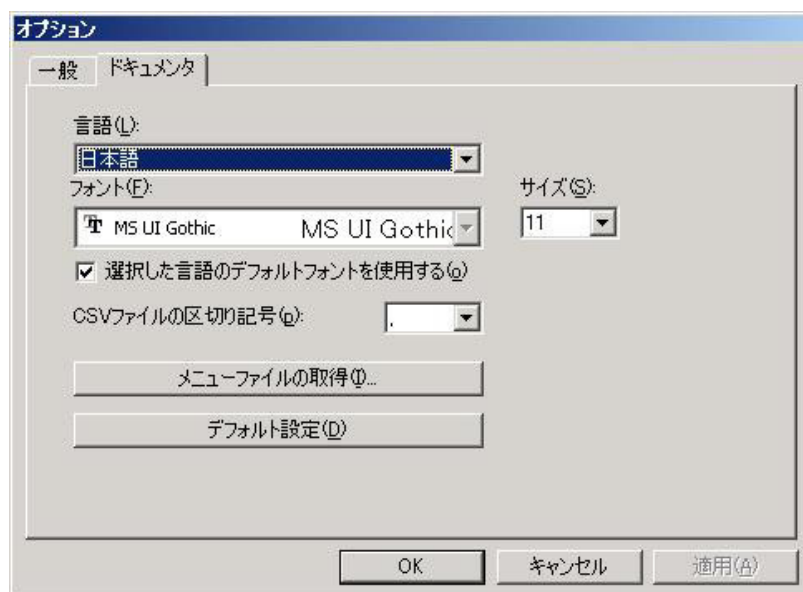 オプション
一般 ドキュメンタ
言語(L):
日本語
フォント(F): サイズ(S):
MS UI Gothic MS UI Gothic 11
選択した言語のデフォルトフォントを使用する(o)
CSVファイルの区切り記号(p): ,
メニューファイルの取得(I)...
デフォルト設定(D)
OK キャンセル 適用(A)